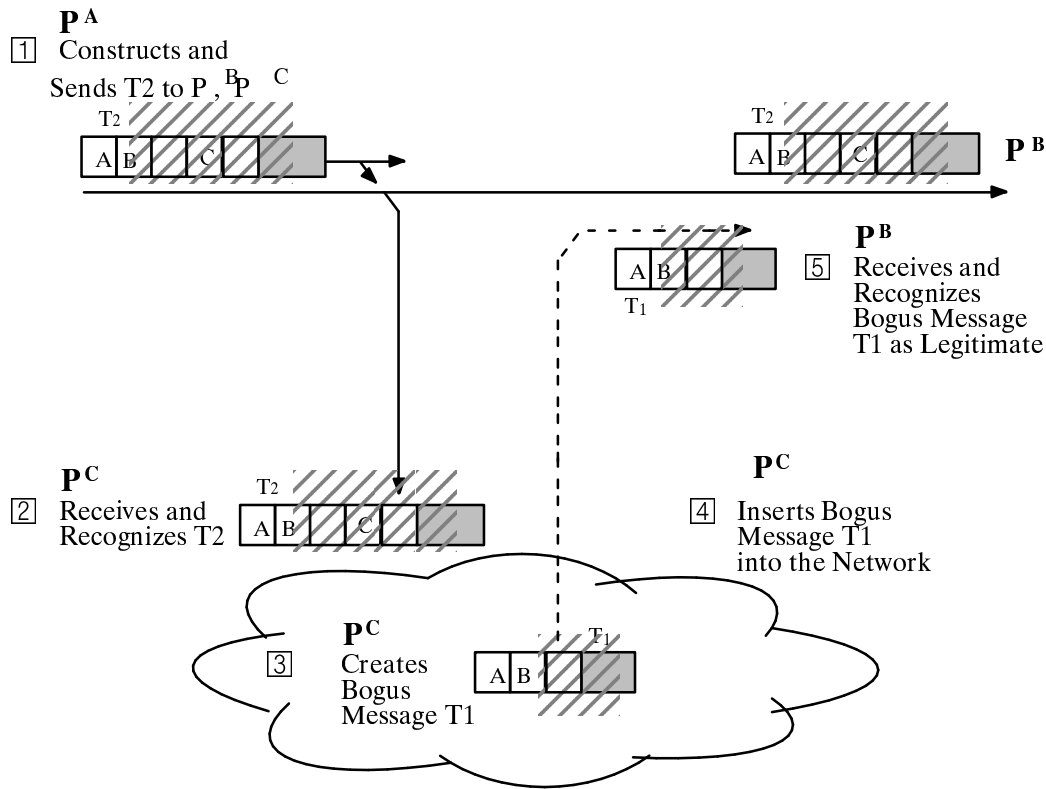 P A
1 Constructs and
Sends T2 to P B, P C
T2
A B C
T2
A B C
P B
A B
T1
P B
5 Receives and
Recognizes
Bogus Message
T1 as Legitimate
P C
2 Receives and
Recognizes T2
T2
A B C
P C
4 Inserts Bogus
Message T1
into the Network
P C
3 Creates
Bogus
Message T1
T1
A B